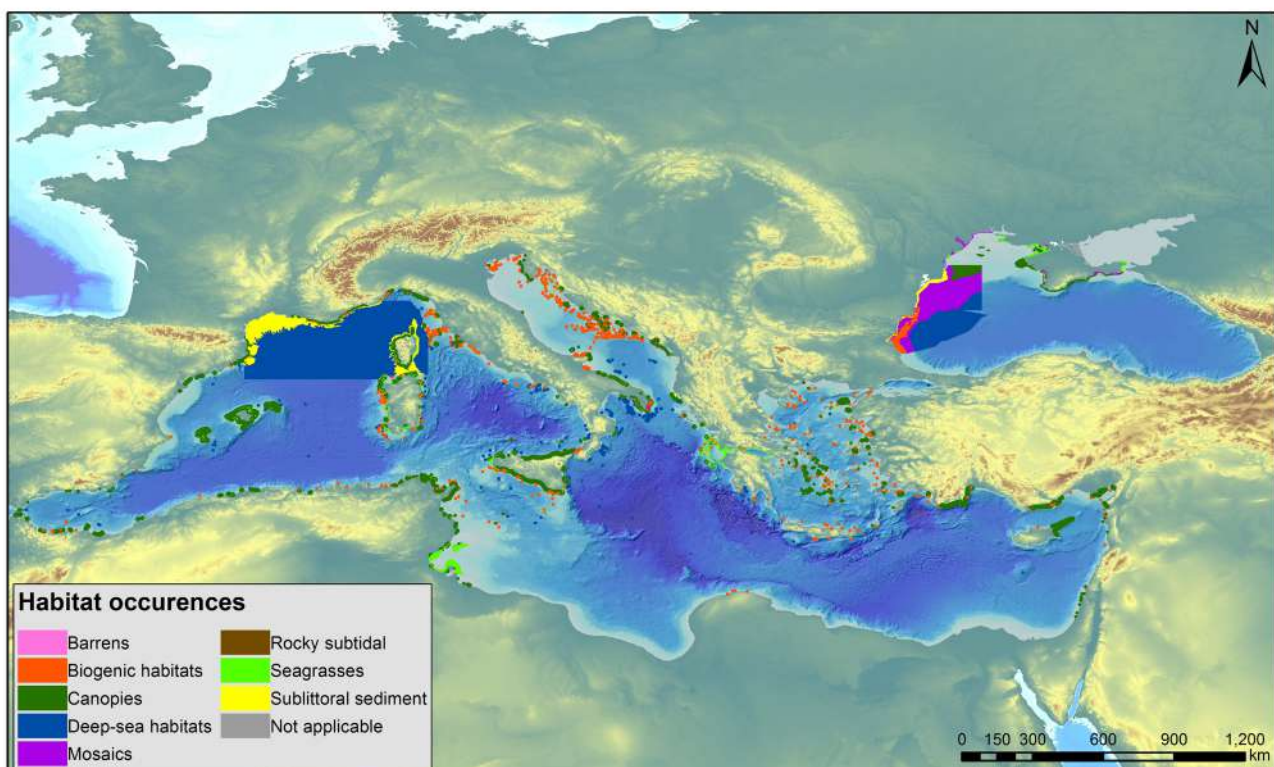 N
Habitat occurences
Barrens
Rocky subtidal
Biogenic habitats
Seagrasses
Canopies
Sublittoral sediment
Deep-sea habitats
Not applicable
Mosaics
0 150 300 600 900 1,200
km